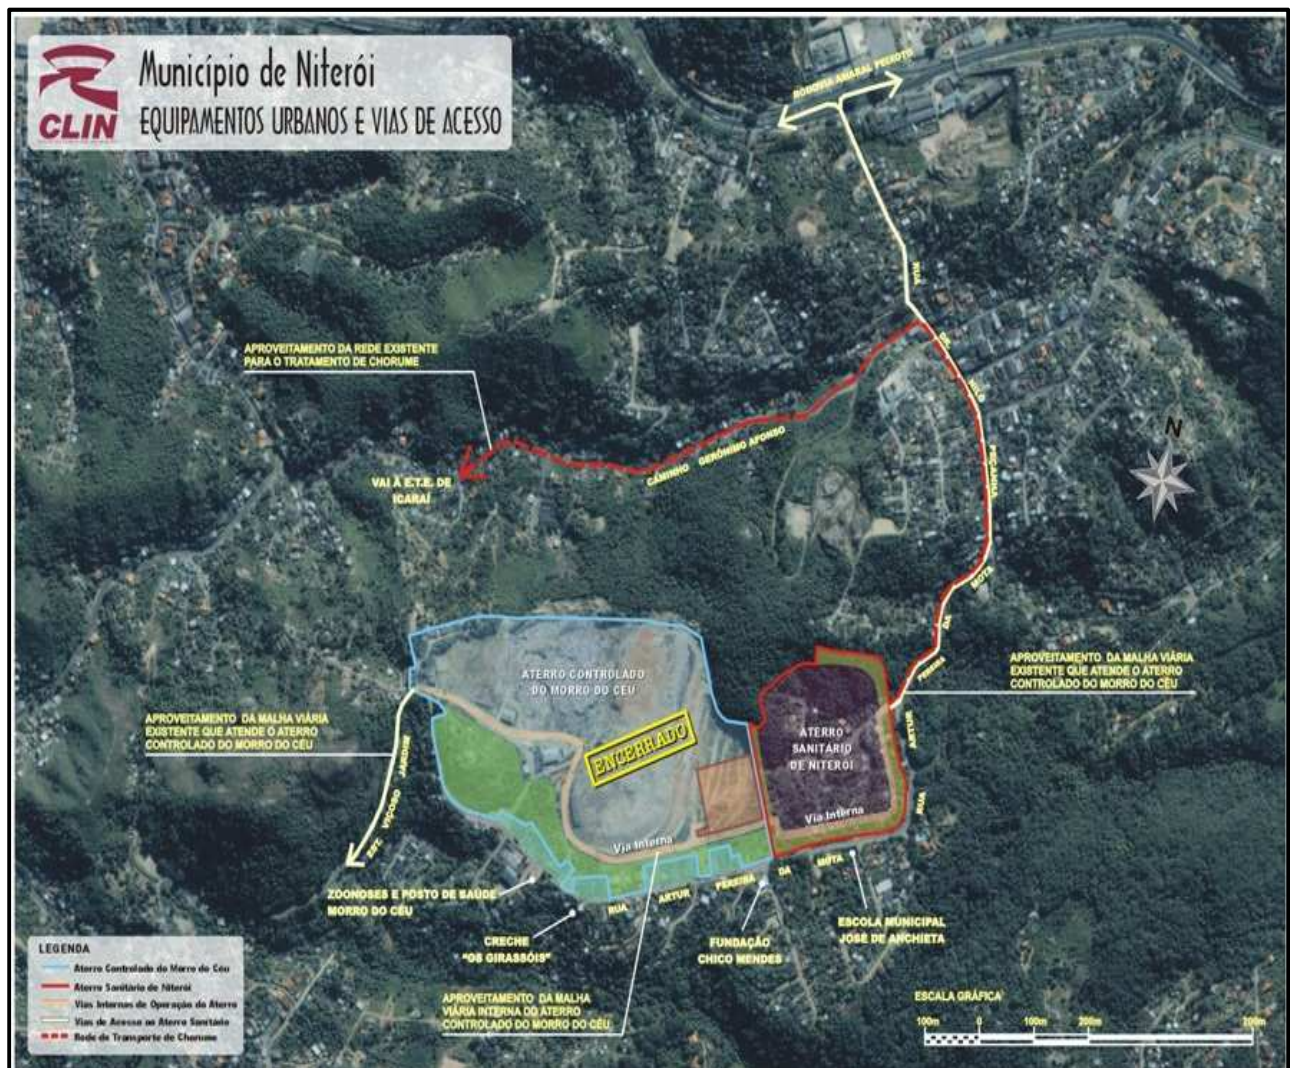 Município de Niterói
EQUIPAMENTOS URBANOS E VIAS DE ACESSO
CLIN
RODOVIA AMARAL PEIXOTO
RUA
DR
NILO
PEÇANHA
APROVEITAMENTO DA REDE EXISTENTE
PARA O TRATAMENTO DE CHORUME
CAMINHO GERÔNIMO AFONSO
VAI À E.T.E. DE
ICARAÍ
N
MOTA
DA
PEREIRA
ARTUR
RUA
APROVEITAMENTO DA MALHA VIÁRIA
EXISTENTE QUE ATENDE O ATERRO
CONTROLADO DO MORRO DO CÉU
ATERRO CONTROLADO
DO MORRO DO CÉU
ENCERRADO
ATERRO
SANITÁRIO
DE NITERÓI
Via Interna
APROVEITAMENTO DA MALHA VIÁRIA
EXISTENTE QUE ATENDE O ATERRO
CONTROLADO DO MORRO DO CÉU
EST. VIÇOSO JARDIM
Via Interna
RUA ARTUR PEREIRA DA MOTA
ZOONOSES E POSTO DE SAÚDE
MORRO DO CÉU
CRECHE
"OS GIRASSÓIS"
FUNDAÇÃO
CHICO MENDES
ESCOLA MUNICIPAL
JOSÉ DE ANCHIETA
APROVEITAMENTO DA MALHA
VIÁRIA INTERNA DO ATERRO
CONTROLADO DO MORRO DO CÉU
LEGENDA
Aterro Controlado do Morro do Céu
Aterro Sanitário de Niterói
Vias Internas de Operação do Aterro
Vias de Acesso ao Aterro Sanitário
Rede de Transporte de Chorume
ESCALA GRÁFICA
100m 0 100m 200m